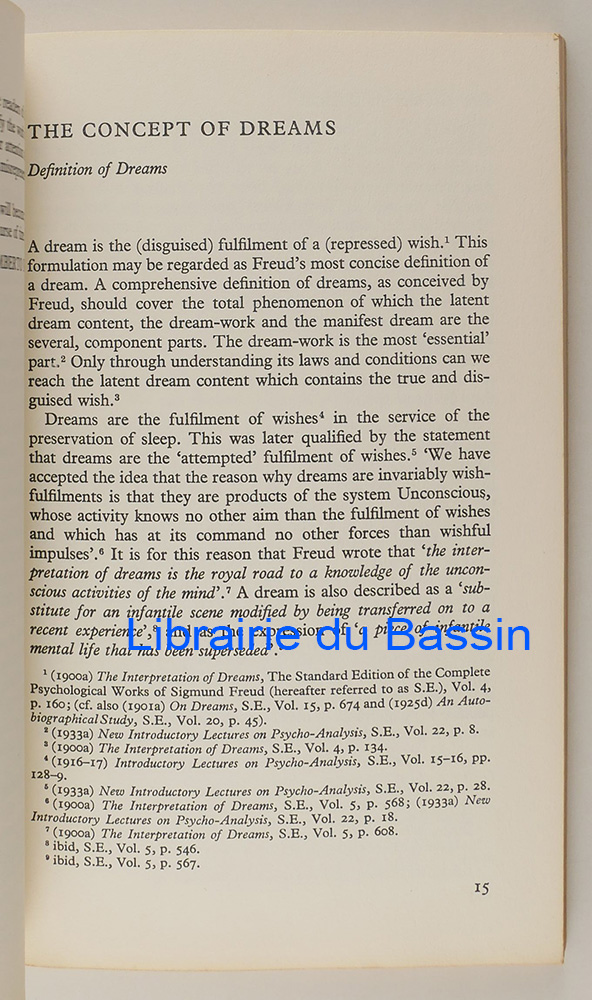 THE CONCEPT OF DREAMS
Definition of Dreams
A dream is the (disguised) fulfilment of a (repressed) wish.¹ This
formulation may be regarded as Freud's most concise definition of
a dream. A comprehensive definition of dreams, as conceived by
Freud, should cover the total phenomenon of which the latent
dream content, the dream-work and the manifest dream are the
several, component parts. The dream-work is the most 'essential'
part.² Only through understanding its laws and conditions can we
reach the latent dream content which contains the true and dis-
guised wish.³
Dreams are the fulfilment of wishes⁴ in the service of the
preservation of sleep. This was later qualified by the statement
that dreams are the 'attempted' fulfilment of wishes.⁵ 'We have
accepted the idea that the reason why dreams are invariably wish-
fulfilments is that they are products of the system Unconscious,
whose activity knows no other aim than the fulfilment of wishes
and which has at its command no other forces than wishful
impulses'.⁶ It is for this reason that Freud wrote that 'the inter-
pretation of dreams is the royal road to a knowledge of the uncon-
scious activities of the mind'.⁷ A dream is also described as a 'sub-
stitute for an infantile scene modified by being transferred on to a
recent experience',⁸ and as the expression of 'a piece of infantile
mental life that has been superseded'.⁹
Librairie du Bassin
¹ (1900a) The Interpretation of Dreams, The Standard Edition of the Complete
Psychological Works of Sigmund Freud (hereafter referred to as S.E.), Vol. 4,
p. 160; (cf. also (1901a) On Dreams, S.E., Vol. 15, p. 674 and (1925d) An Auto-
biographical Study, S.E., Vol. 20, p. 45).
² (1933a) New Introductory Lectures on Psycho-Analysis, S.E., Vol. 22, p. 8.
³ (1900a) The Interpretation of Dreams, S.E., Vol. 4, p. 134.
⁴ (1916–17) Introductory Lectures on Psycho-Analysis, S.E., Vol. 15–16, pp.
128–9.
⁵ (1933a) New Introductory Lectures on Psycho-Analysis, S.E., Vol. 22, p. 28.
⁶ (1900a) The Interpretation of Dreams, S.E., Vol. 5, p. 568; (1933a) New
Introductory Lectures on Psycho-Analysis, S.E., Vol. 22, p. 18.
⁷ (1900a) The Interpretation of Dreams, S.E., Vol. 5, p. 608.
⁸ ibid, S.E., Vol. 5, p. 546.
⁹ ibid, S.E., Vol. 5, p. 567.
15